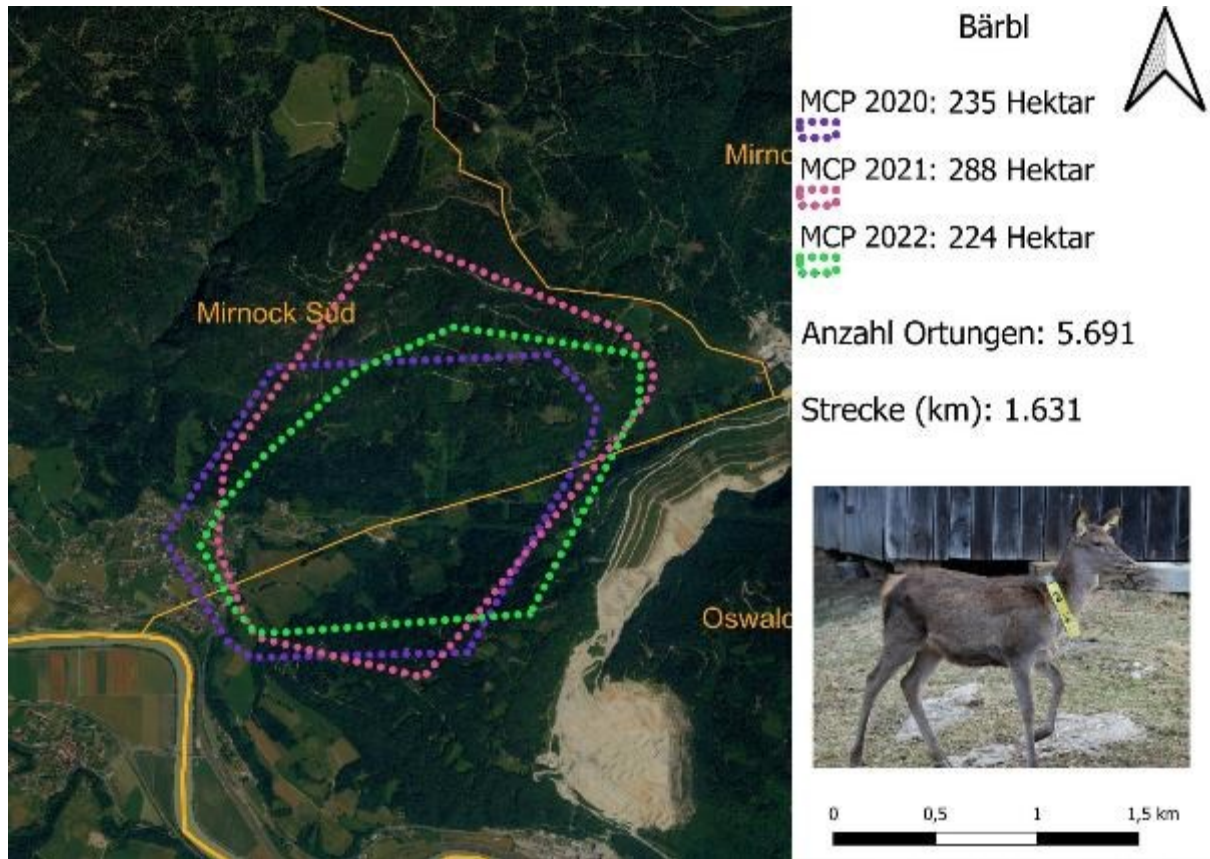 Bärbl
MCP 2020: 235 Hektar
MCP 2021: 288 Hektar
MCP 2022: 224 Hektar
Anzahl Ortungen: 5.691
Strecke (km): 1.631
0 0,5 1 1,5 km
Mirno
Mirnock Süd
Oswald